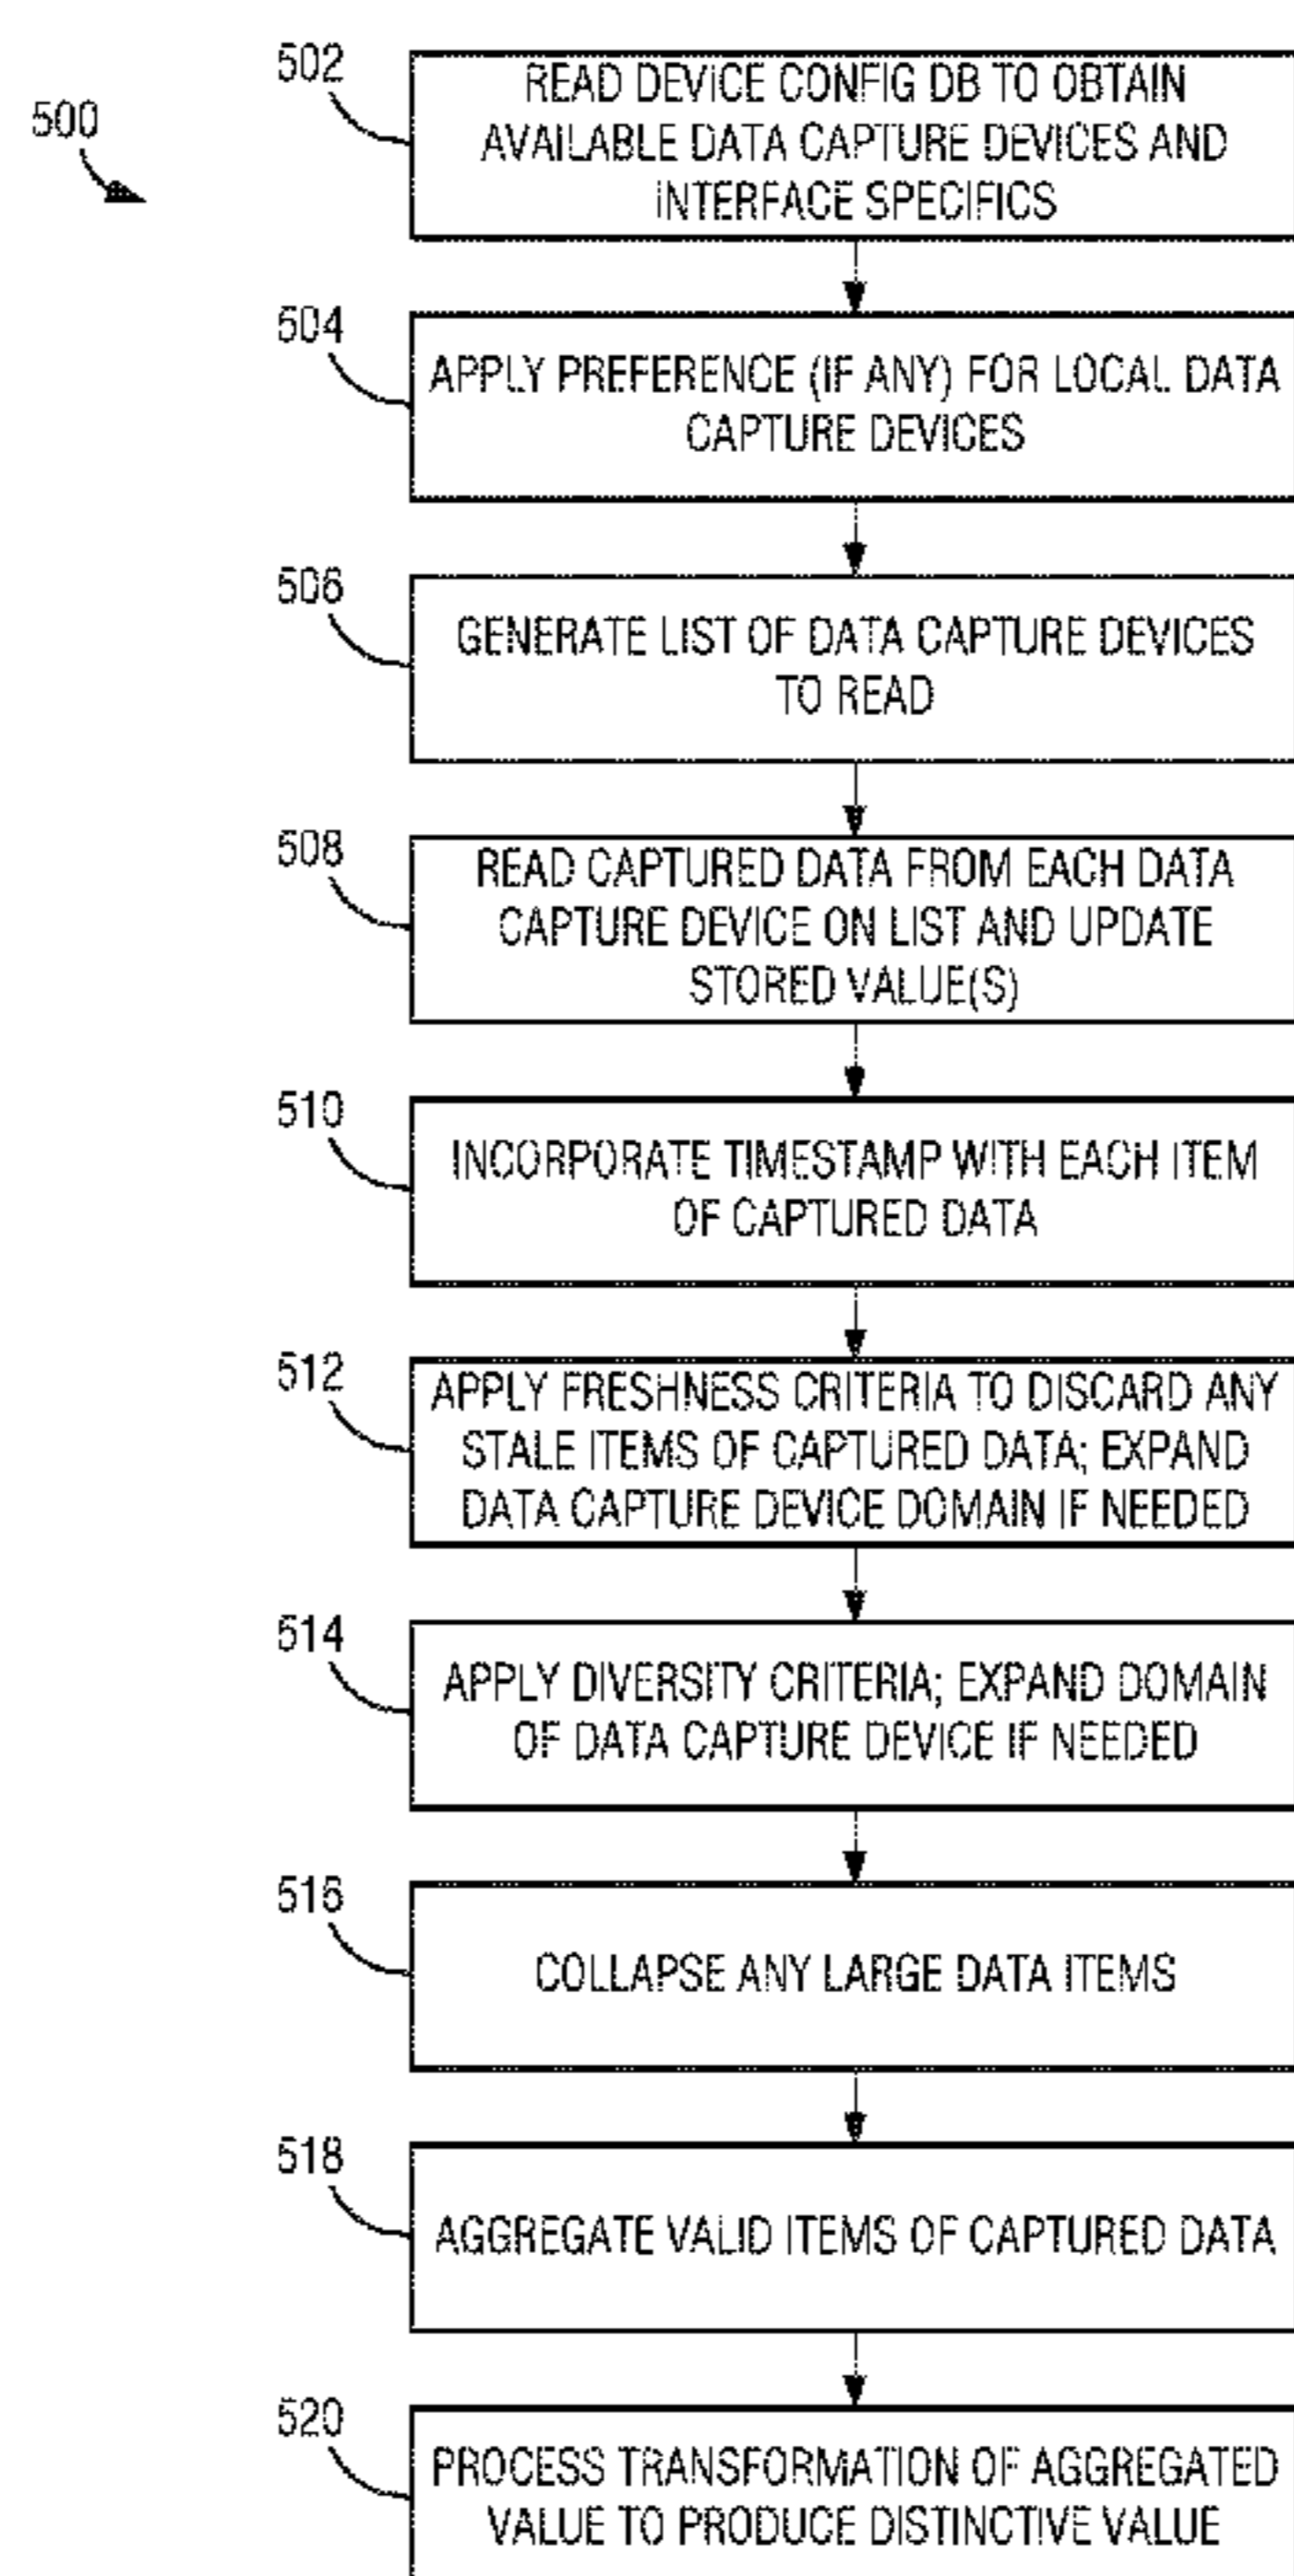 500
502
READ DEVICE CONFIG DB TO OBTAIN
AVAILABLE DATA CAPTURE DEVICES AND
INTERFACE SPECIFICS
504
APPLY PREFERENCE (IF ANY) FOR LOCAL DATA
CAPTURE DEVICES
506
GENERATE LIST OF DATA CAPTURE DEVICES
TO READ
508
READ CAPTURED DATA FROM EACH DATA
CAPTURE DEVICE ON LIST AND UPDATE
STORED VALUE(S)
510
INCORPORATE TIMESTAMP WITH EACH ITEM
OF CAPTURED DATA
512
APPLY FRESHNESS CRITERIA TO DISCARD ANY
STALE ITEMS OF CAPTURED DATA; EXPAND
DATA CAPTURE DEVICE DOMAIN IF NEEDED
514
APPLY DIVERSITY CRITERIA; EXPAND DOMAIN
OF DATA CAPTURE DEVICE IF NEEDED
516
COLLAPSE ANY LARGE DATA ITEMS
518
AGGREGATE VALID ITEMS OF CAPTURED DATA
520
PROCESS TRANSFORMATION OF AGGREGATED
VALUE TO PRODUCE DISTINCTIVE VALUE